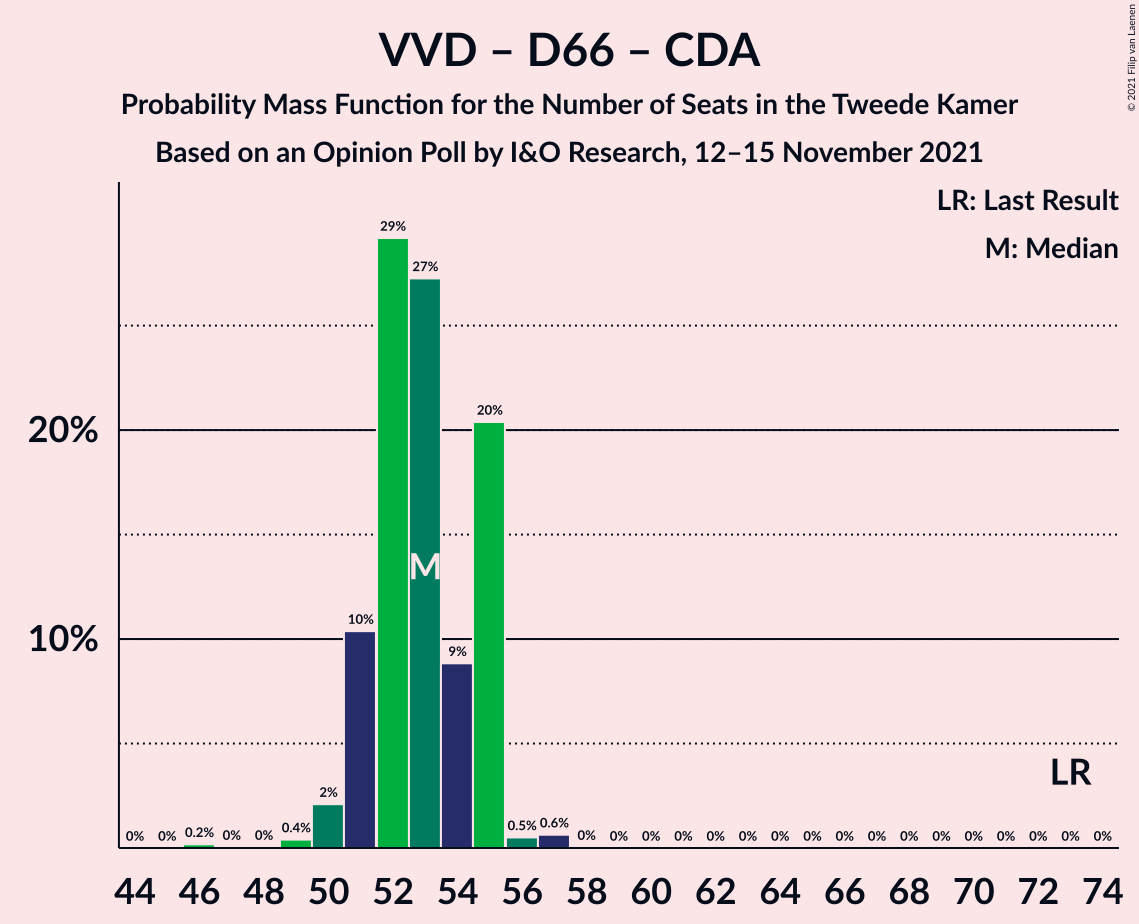 VVD – D66 – CDA
Probability Mass Function for the Number of Seats in the Tweede Kamer
Based on an Opinion Poll by I&O Research, 12–15 November 2021
© 2021 Filip van Laenen
LR: Last Result
M: Median
29%
27%
20%
20%
M
10%
10%
9%
LR
2%
0% 0% 0.2% 0% 0% 0.4% 0.5% 0.6% 0% 0% 0% 0% 0% 0% 0% 0% 0% 0% 0% 0% 0% 0% 0% 0% 0%
44 46 48 50 52 54 56 58 60 62 64 66 68 70 72 74